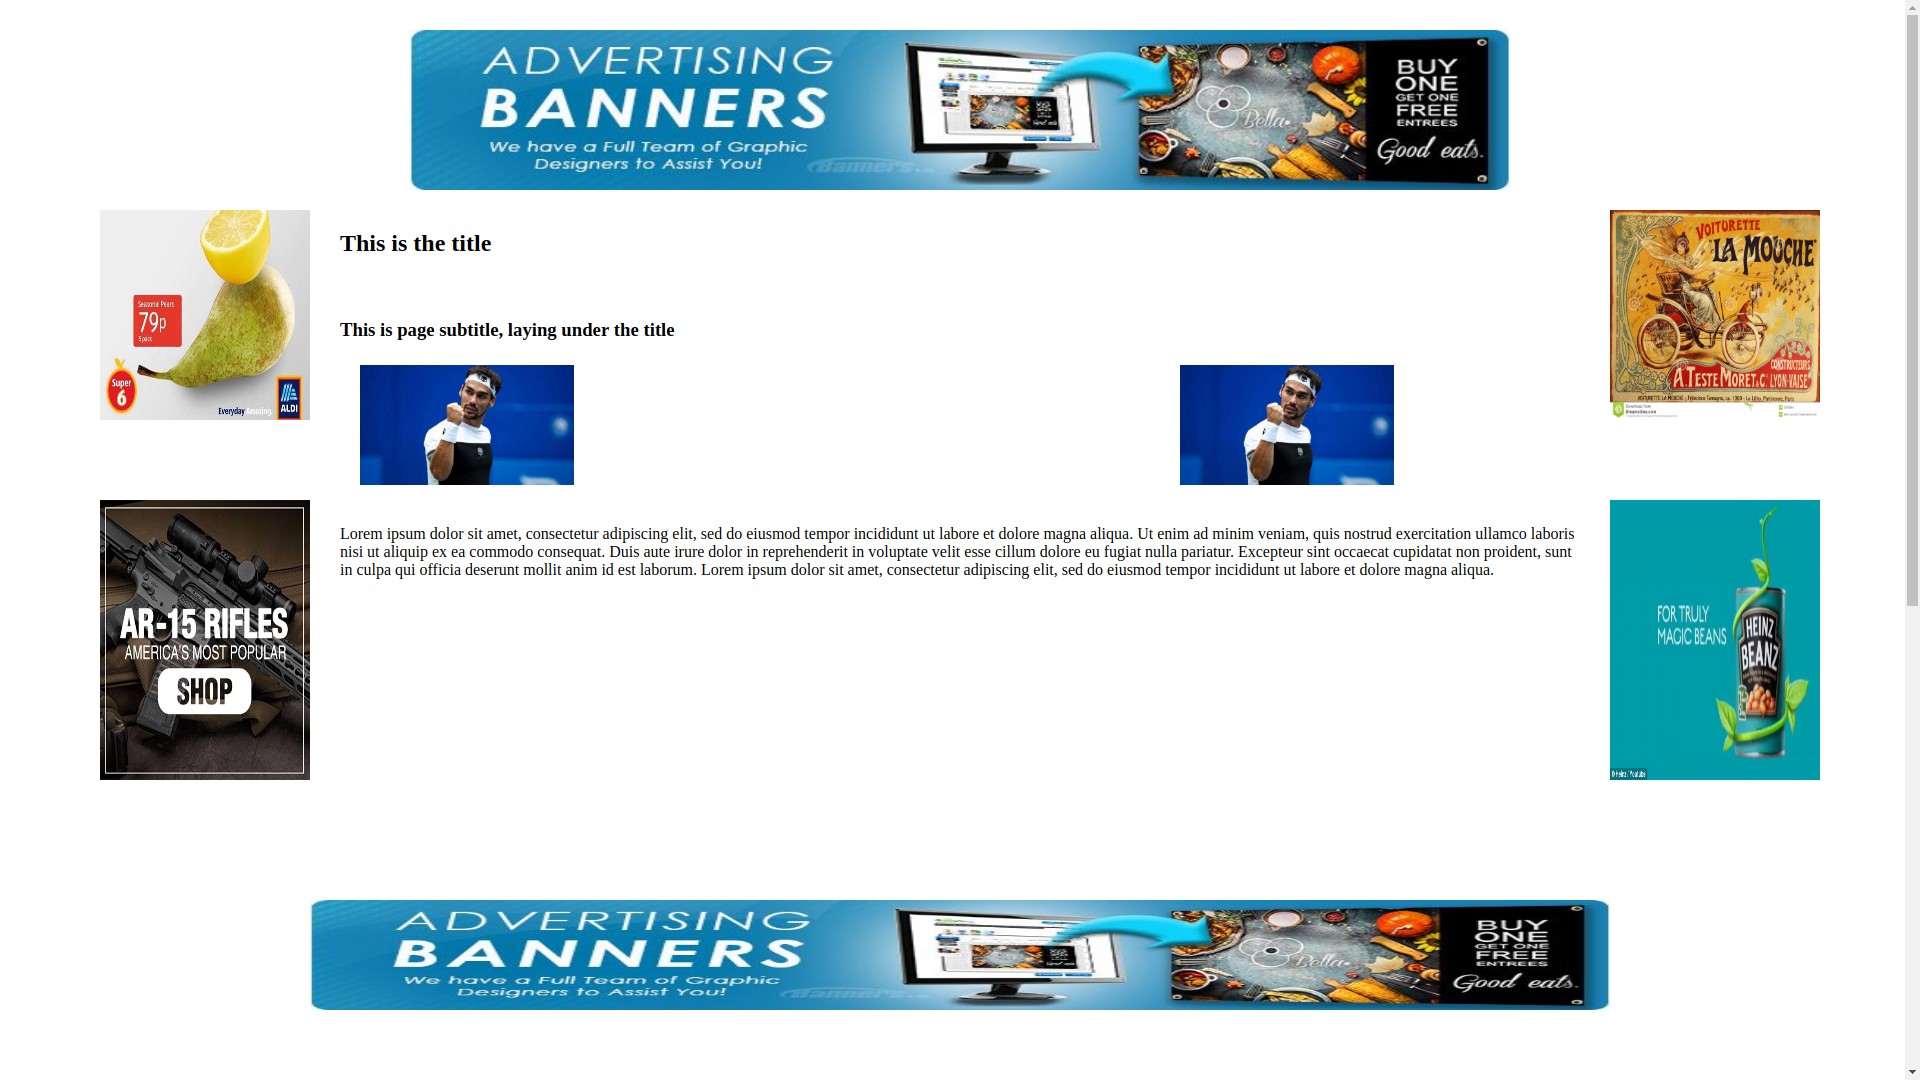 ADVERTISING
BANNERS
We have a Full Team of Graphic
Designers to Assist You!
Banners
Bella
BUY
ONE
GET ONE
FREE
ENTREES
Good eats.
Seasonal Pears
79p
5 pack
Super
6
Everyday Amazing.
ALDI
This is the title
This is page subtitle, laying under the title
VOITURETTE
"LA MOUCHE"
CONSTRUCTEURS
A. TESTE MORET & C. LYON-VAISE
AR-15 RIFLES
AMERICA'S MOST POPULAR
SHOP
Lorem ipsum dolor sit amet, consectetur adipiscing elit, sed do eiusmod tempor incididunt ut labore et dolore magna aliqua. Ut enim ad minim veniam, quis nostrud exercitation ullamco laboris
nisi ut aliquip ex ea commodo consequat. Duis aute irure dolor in reprehenderit in voluptate velit esse cillum dolore eu fugiat nulla pariatur. Excepteur sint occaecat cupidatat non proident, sunt
in culpa qui officia deserunt mollit anim id est laborum. Lorem ipsum dolor sit amet, consectetur adipiscing elit, sed do eiusmod tempor incididunt ut labore et dolore magna aliqua.
FOR TRULY
MAGIC BEANS
HEINZ
BEANZ
© Heinz / Youtube
ADVERTISING
BANNERS
We have a Full Team of Graphic
Designers to Assist You!
Banners
Bella
BUY
ONE
GET ONE
FREE
ENTREES
Good eats.